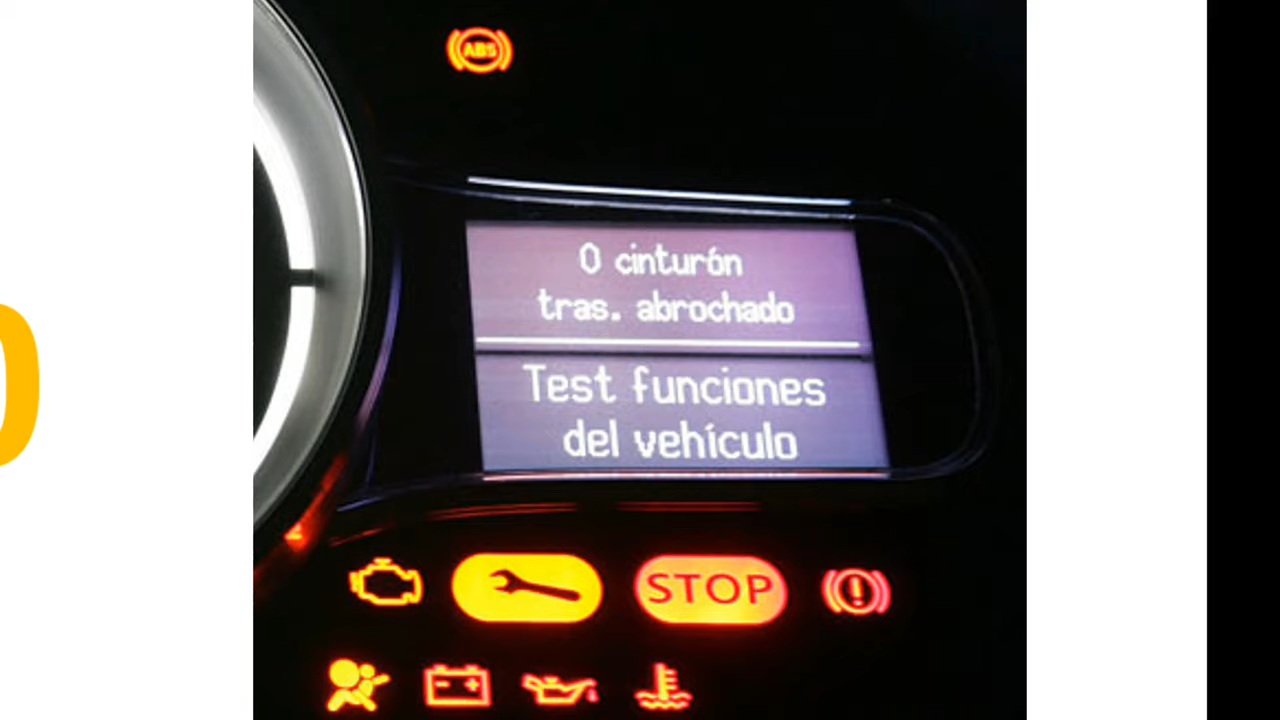 ABS
0 cinturón
tras. abrochado
Test funciones
del vehículo
STOP